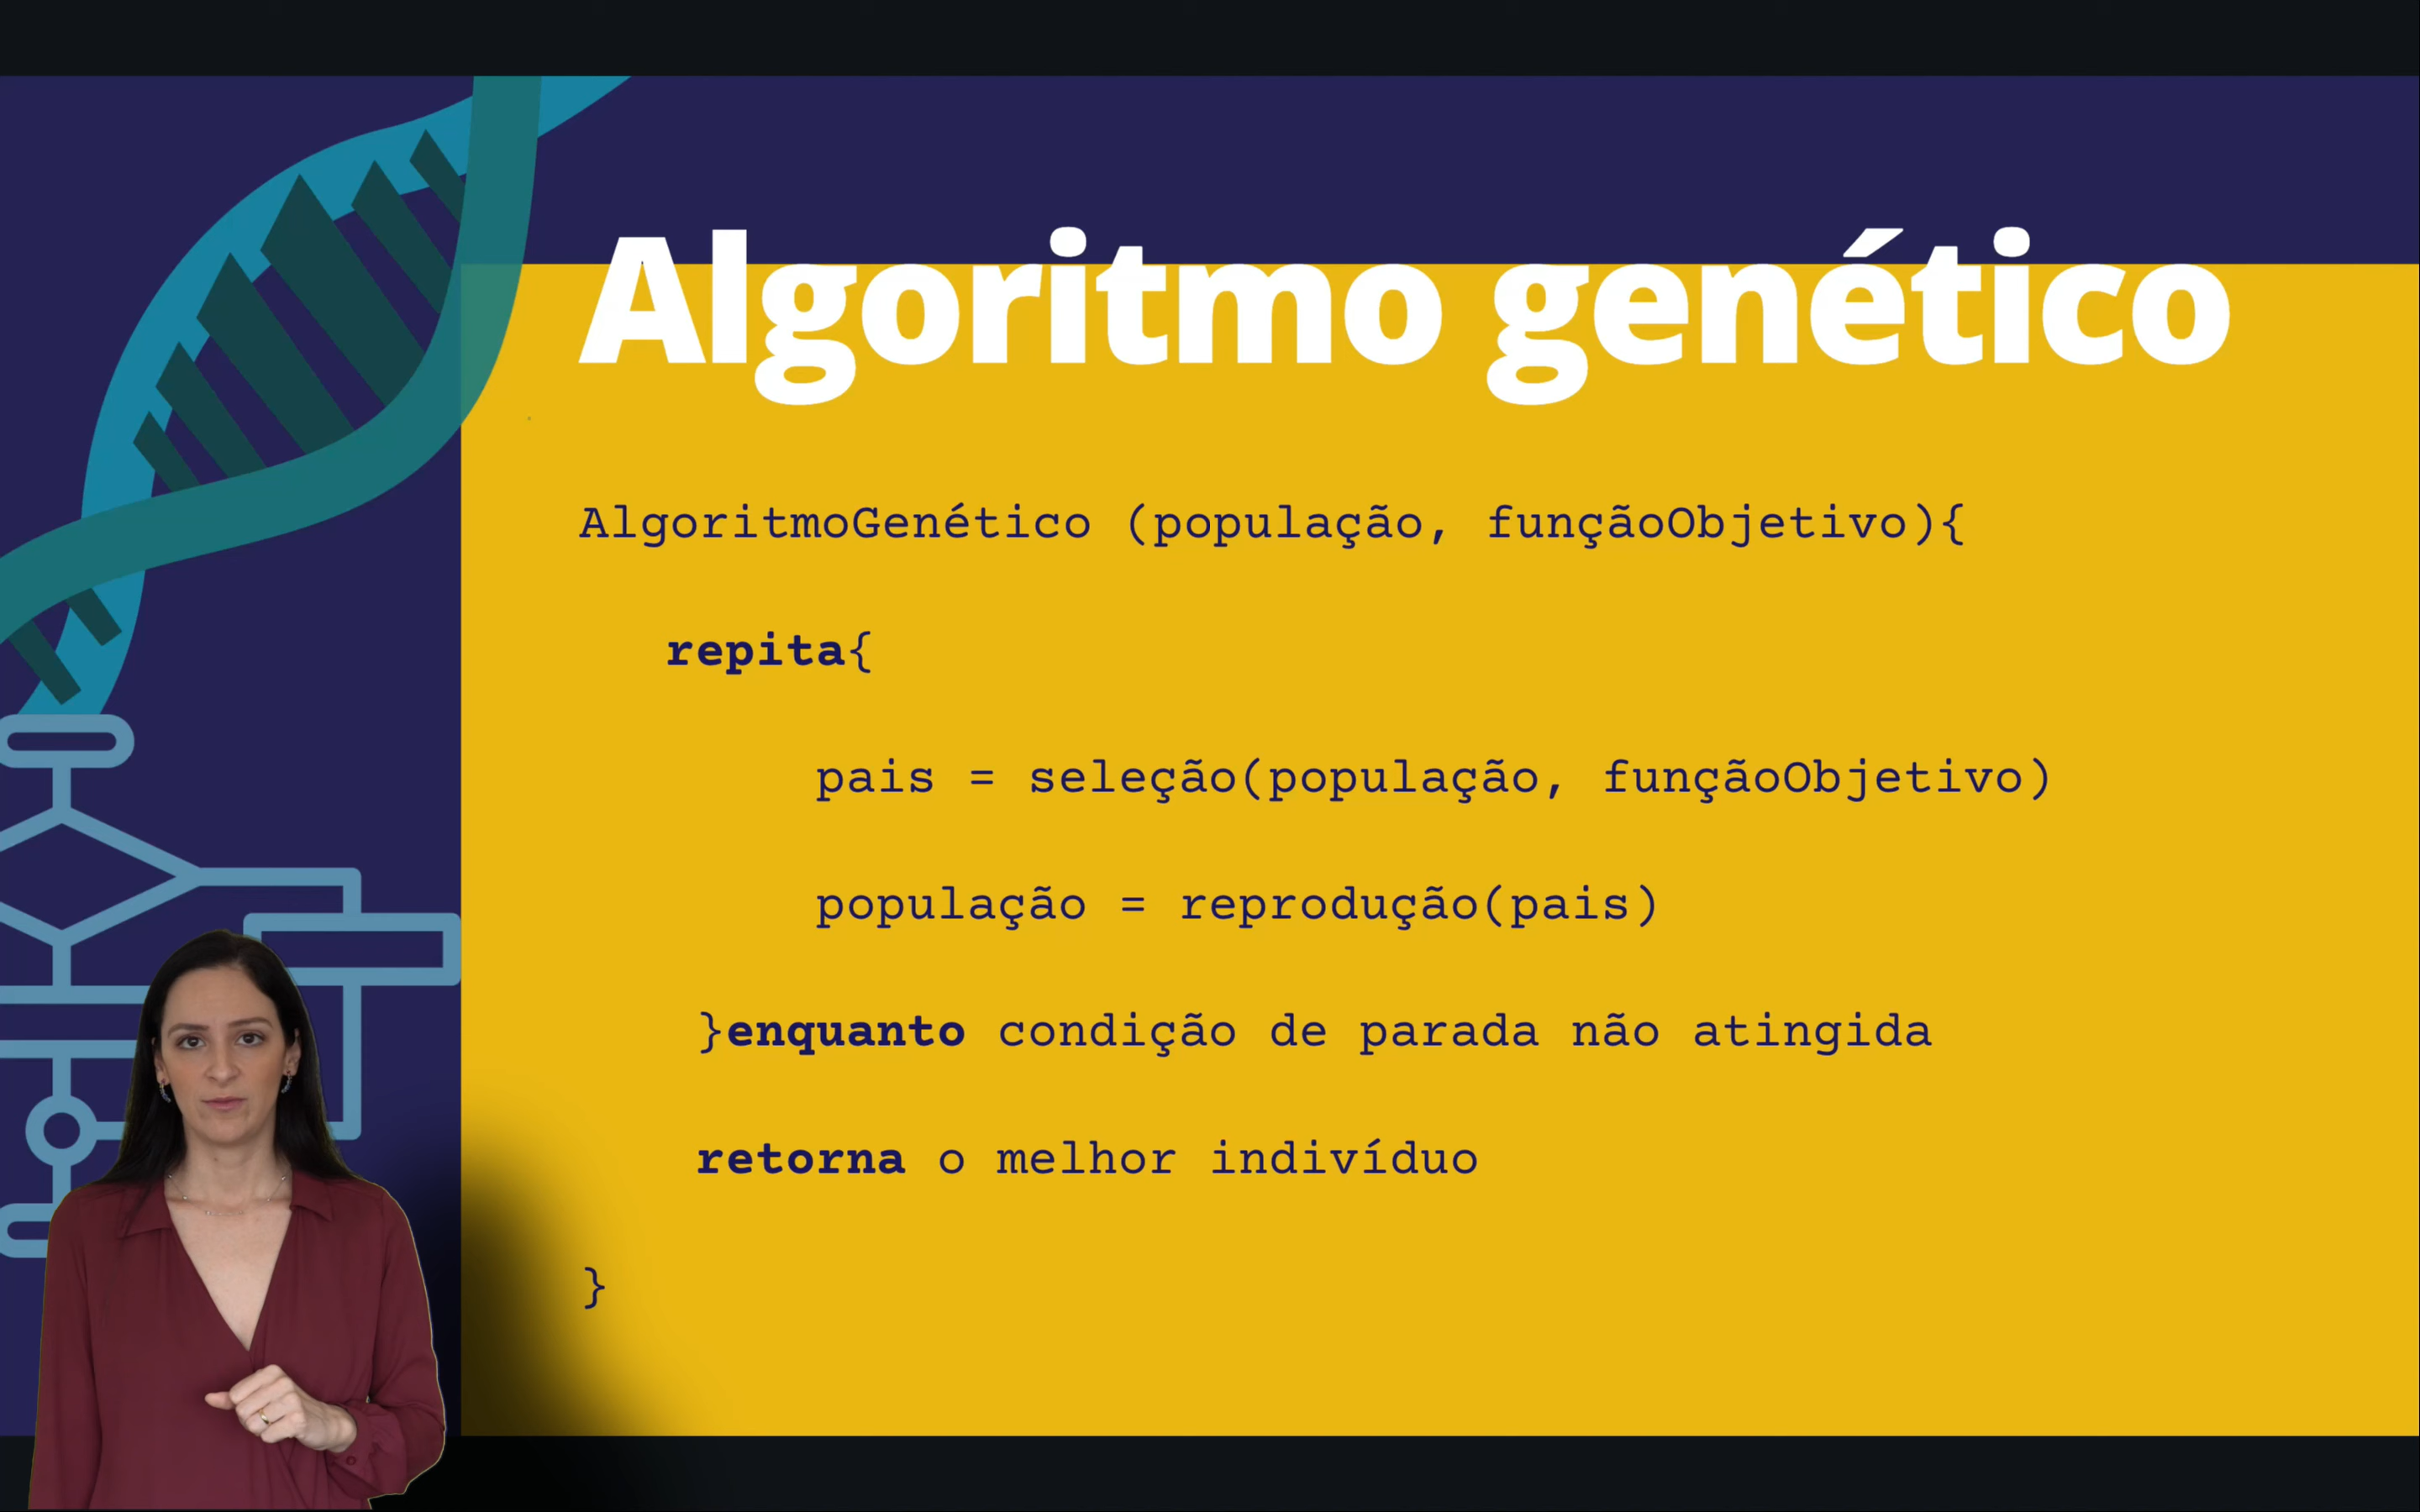 Algoritmo genético
AlgoritmoGenético (população, funçãoObjetivo){
repita{
pais = seleção(população, funçãoObjetivo)
população = reprodução(pais)
}enquanto condição de parada não atingida
retorna o melhor indivíduo
}